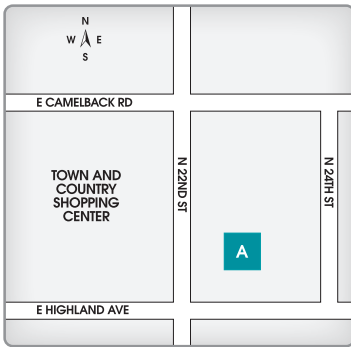 N
W E
S
E CAMELBACK RD
TOWN AND
COUNTRY
SHOPPING
CENTER
N 22ND ST
N 24TH ST
A
E HIGHLAND AVE